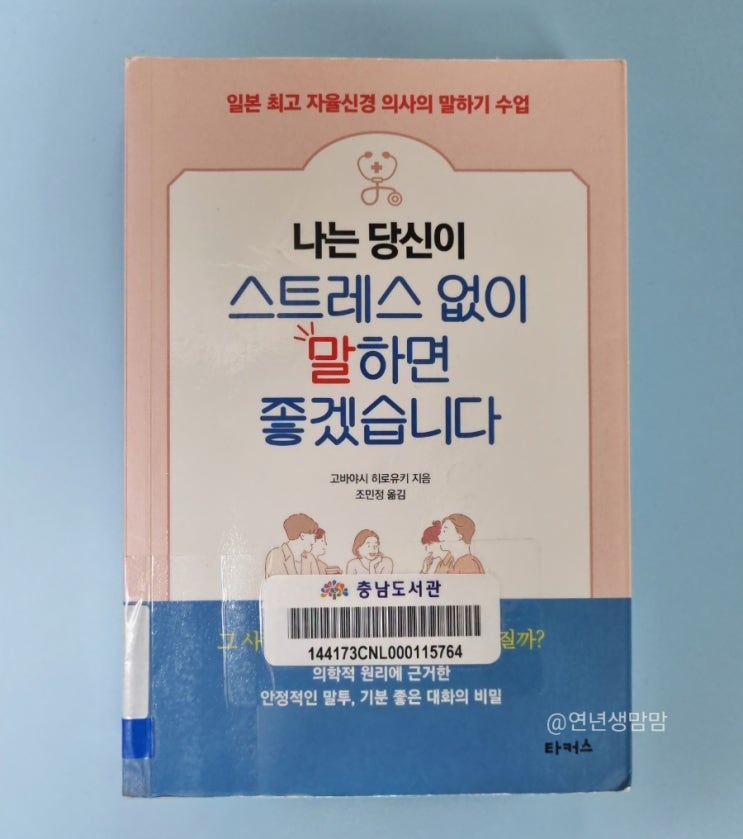 일본 최고 자율신경 의사의 말하기 수업
나는 당신이
스트레스 없이
말하면
좋겠습니다
고바야시 히로유키 지음
조민정 옮김
충남도서관
144173CNL000115764
그 사 질까?
의학적 원리에 근거한
안정적인 말투, 기분 좋은 대화의 비밀
@연년생맘맘
타커스